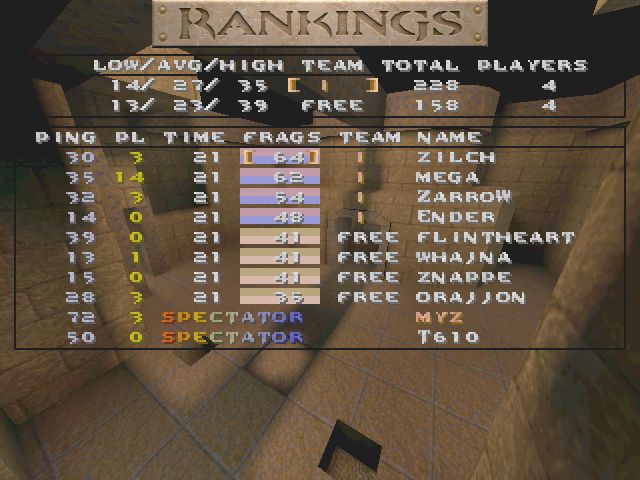 RANKINGS
LOW/AVG/HIGH TEAM TOTAL PLAYERS
14/ 27/ 35 [ I ] 228 4
13/ 23/ 39 FREE 158 4
PING PL TIME FRAGS TEAM NAME
30 3 21 [ 64] I ZILCH
35 14 21 62 I MEGA
32 3 21 54 I ZARROW
14 0 21 48 I ENDER
39 0 21 41 FREE FLINTHEART
13 1 21 41 FREE WHAJNA
15 0 21 41 FREE ZNAPPE
28 3 21 35 FREE ORAJJON
72 3 SPECTATOR MYZ
50 0 SPECTATOR T610